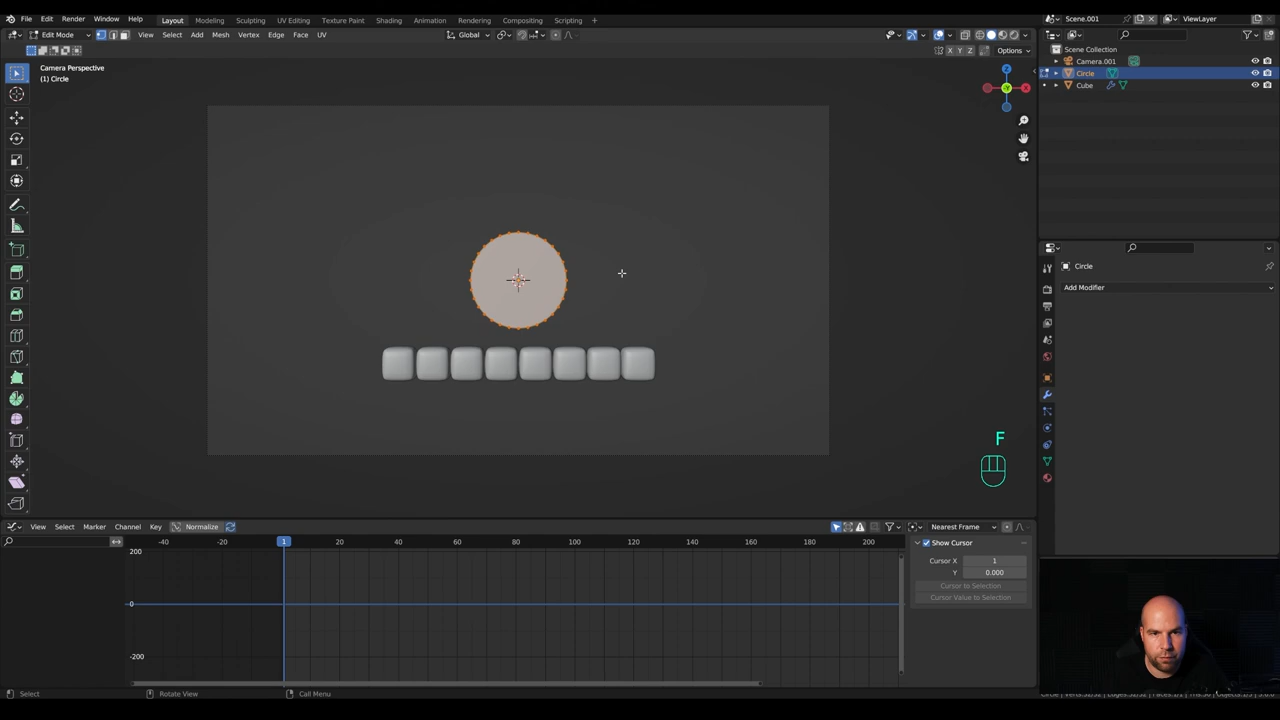 File Edit Render Window Help Layout Modeling Sculpting UV Editing Texture Paint Shading Animation Rendering Compositing Scripting + Scene.001 ViewLayer
Edit Mode View Select Add Mesh Vertex Edge Face UV Global
X Y Z Options
Camera Perspective
(1) Circle
Z
Y
X
F
Scene Collection
Camera.001
Circle
Cube
Circle
Add Modifier
View Select Marker Channel Key Normalize Nearest Frame
-40 -20 1 20 40 60 80 100 120 140 160 180 200
200
0
-200
Show Cursor
Cursor X 1
Y 0.000
Cursor to Selection
Cursor Value to Selection
Select Rotate View Call Menu